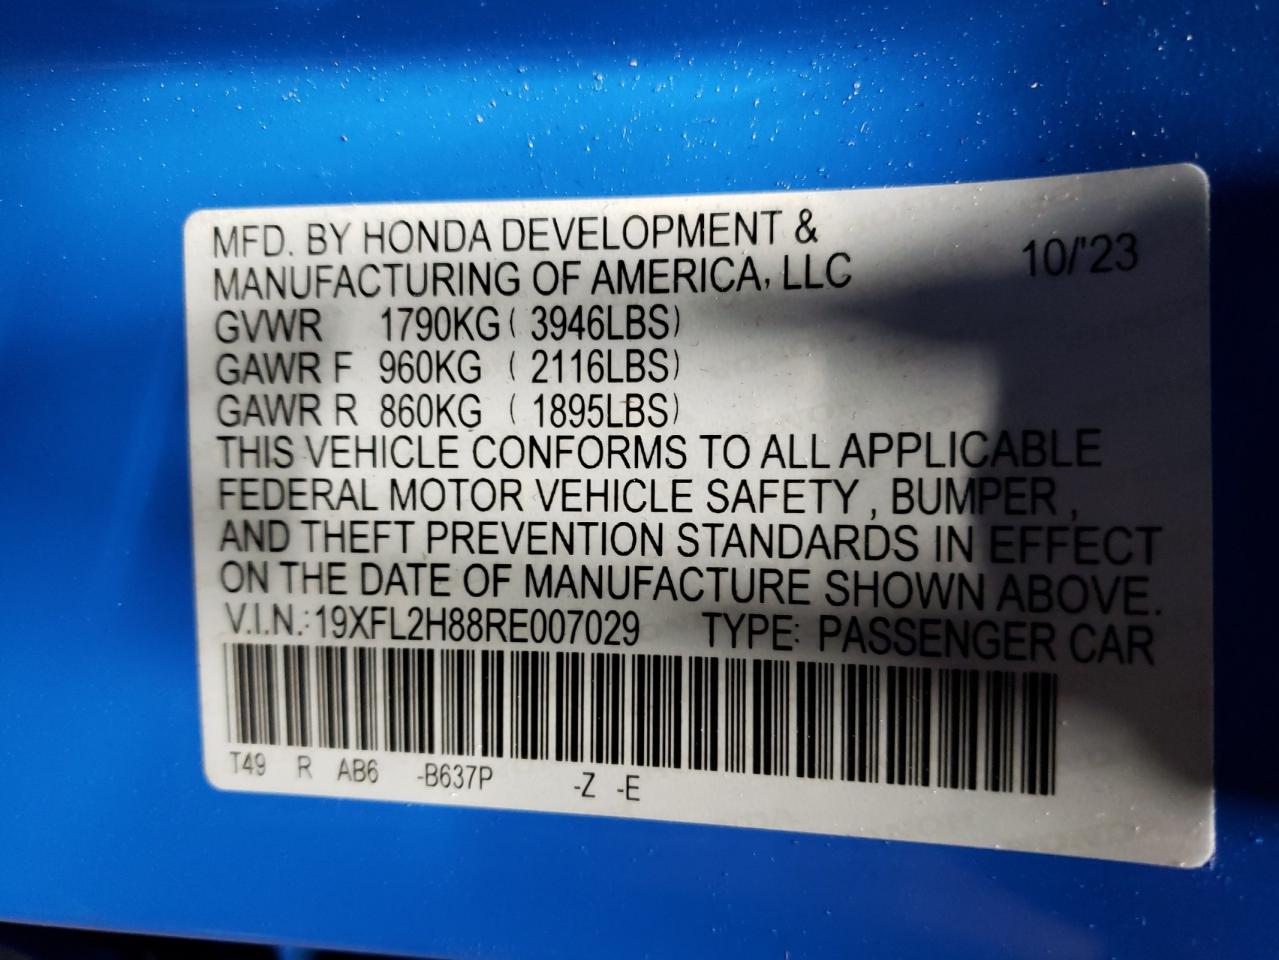 MFD. BY HONDA DEVELOPMENT &
MANUFACTURING OF AMERICA, LLC 10/'23
GVWR 1790KG ( 3946LBS)
GAWR F 960KG ( 2116LBS)
GAWR R 860KG ( 1895LBS)
THIS VEHICLE CONFORMS TO ALL APPLICABLE
FEDERAL MOTOR VEHICLE SAFETY , BUMPER ,
AND THEFT PREVENTION STANDARDS IN EFFECT
ON THE DATE OF MANUFACTURE SHOWN ABOVE.
V.I.N.:19XFL2H88RE007029 TYPE: PASSENGER CAR
T49 R AB6 -B637P -Z -E